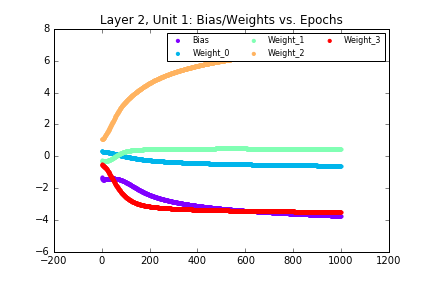 Layer 2, Unit 1: Bias/Weights vs. Epochs
8
Bias Weight_1 Weight_3
Weight_0 Weight_2
6
4
2
0
−2
−4
−6
−200 0 200 400 600 800 1000 1200